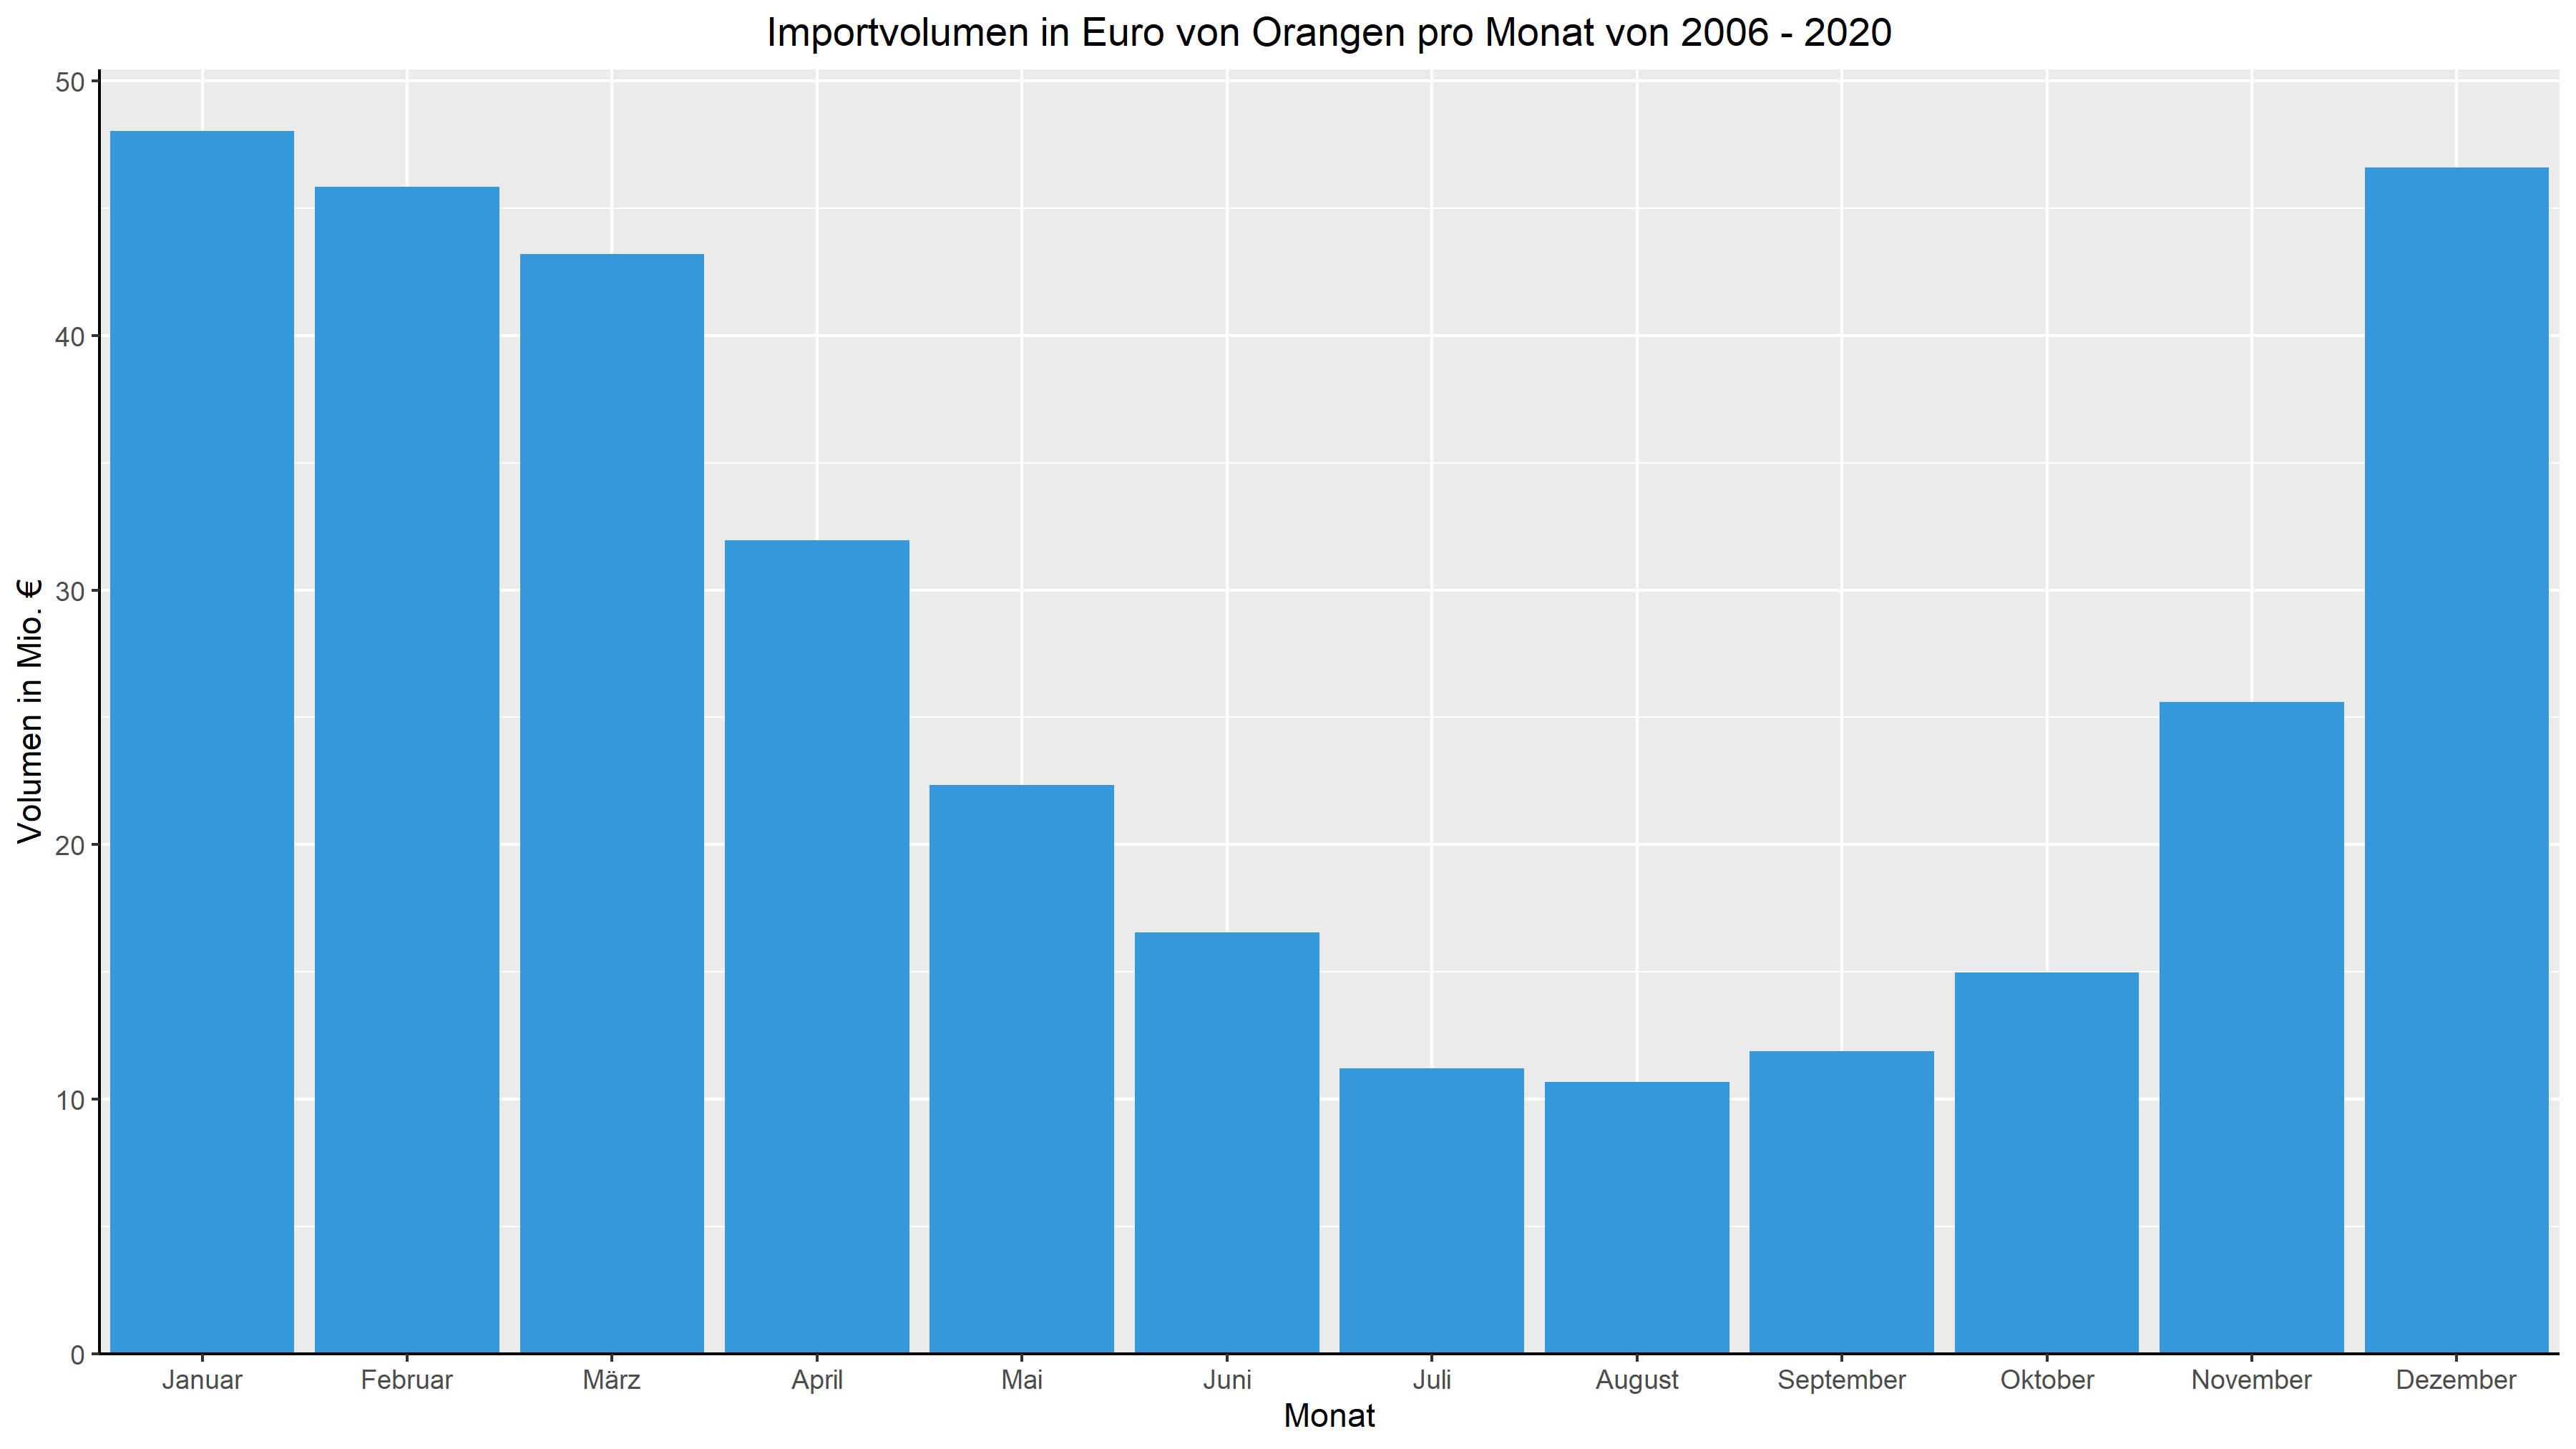 Importvolumen in Euro von Orangen pro Monat von 2006 - 2020
Volumen in Mio. €
50
40
30
20
10
0
Januar Februar März April Mai Juni Juli August September Oktober November Dezember
Monat